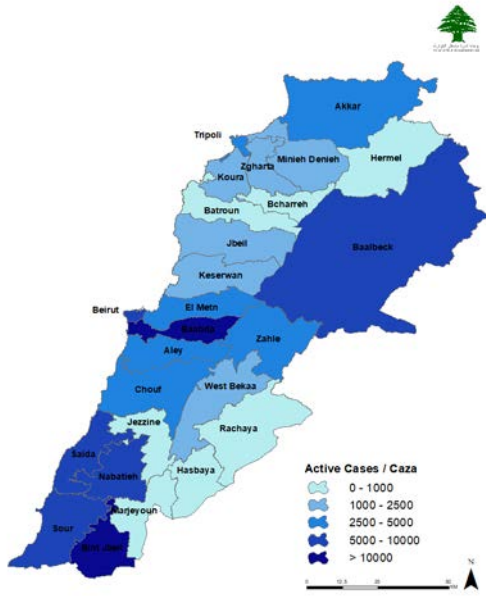 Akkar
Tripoli
Hermel
Zgharta
Minieh Denieh
Koura
Bcharreh
Batroun
Jbeil
Baalbeck
Keserwan
Beirut
El Metn
Baabda
Zahle
Aley
Chouf
West Bekaa
Jezzine
Rachaya
Saida
Hasbaya
Nabatieh
Marjeyoun
Sour
Bint Jbeil
Active Cases / Caza
0 - 1000
1000 - 2500
2500 - 5000
5000 - 10000
> 10000
N
0